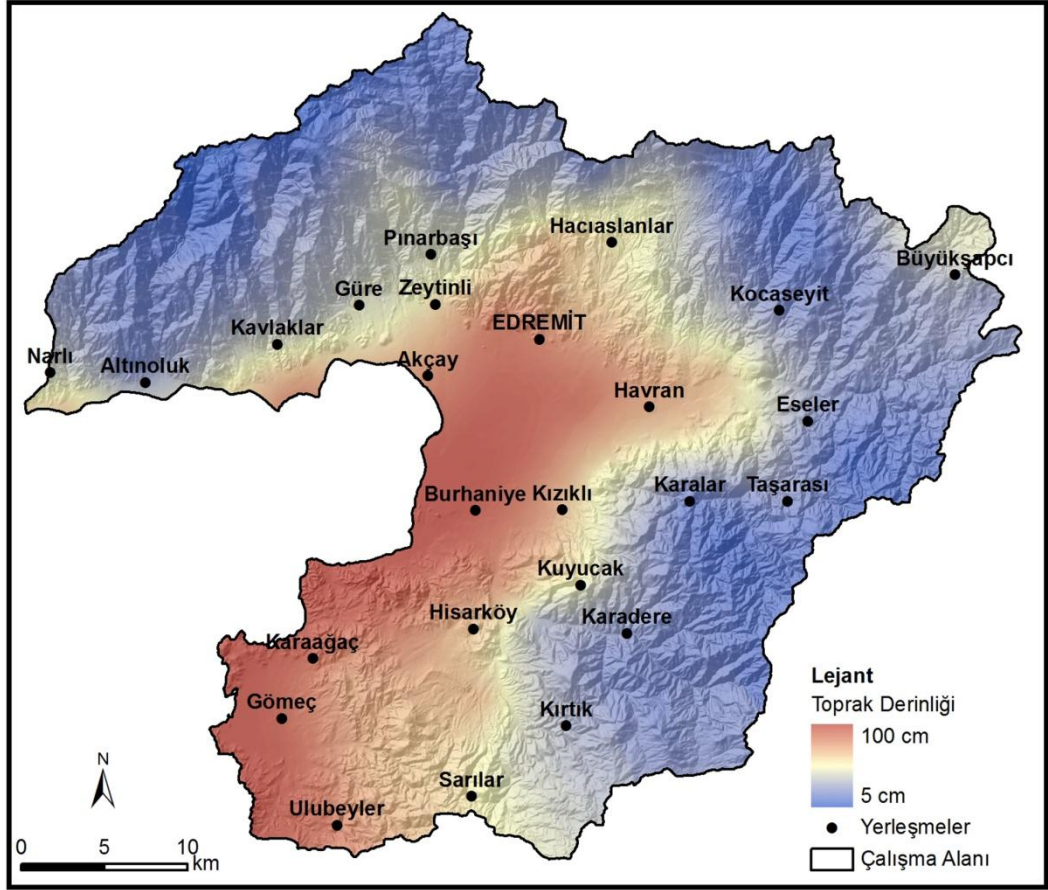 Hacıaslanlar
Pınarbaşı
Büyükşapcı
Güre
Zeytinli
Kocaseyit
EDREMİT
Kavlaklar
Narlı
Altınoluk
Akçay
Havran
Eseler
Burhaniye
Kızıklı
Karalar
Taşarası
Kuyucak
Hisarköy
Karadere
Karaağaç
Gömeç
Kırtık
Sarılar
Ulubeyler
N
0 5 10
km
Lejant
Toprak Derinliği
100 cm
5 cm
Yerleşmeler
Çalışma Alanı